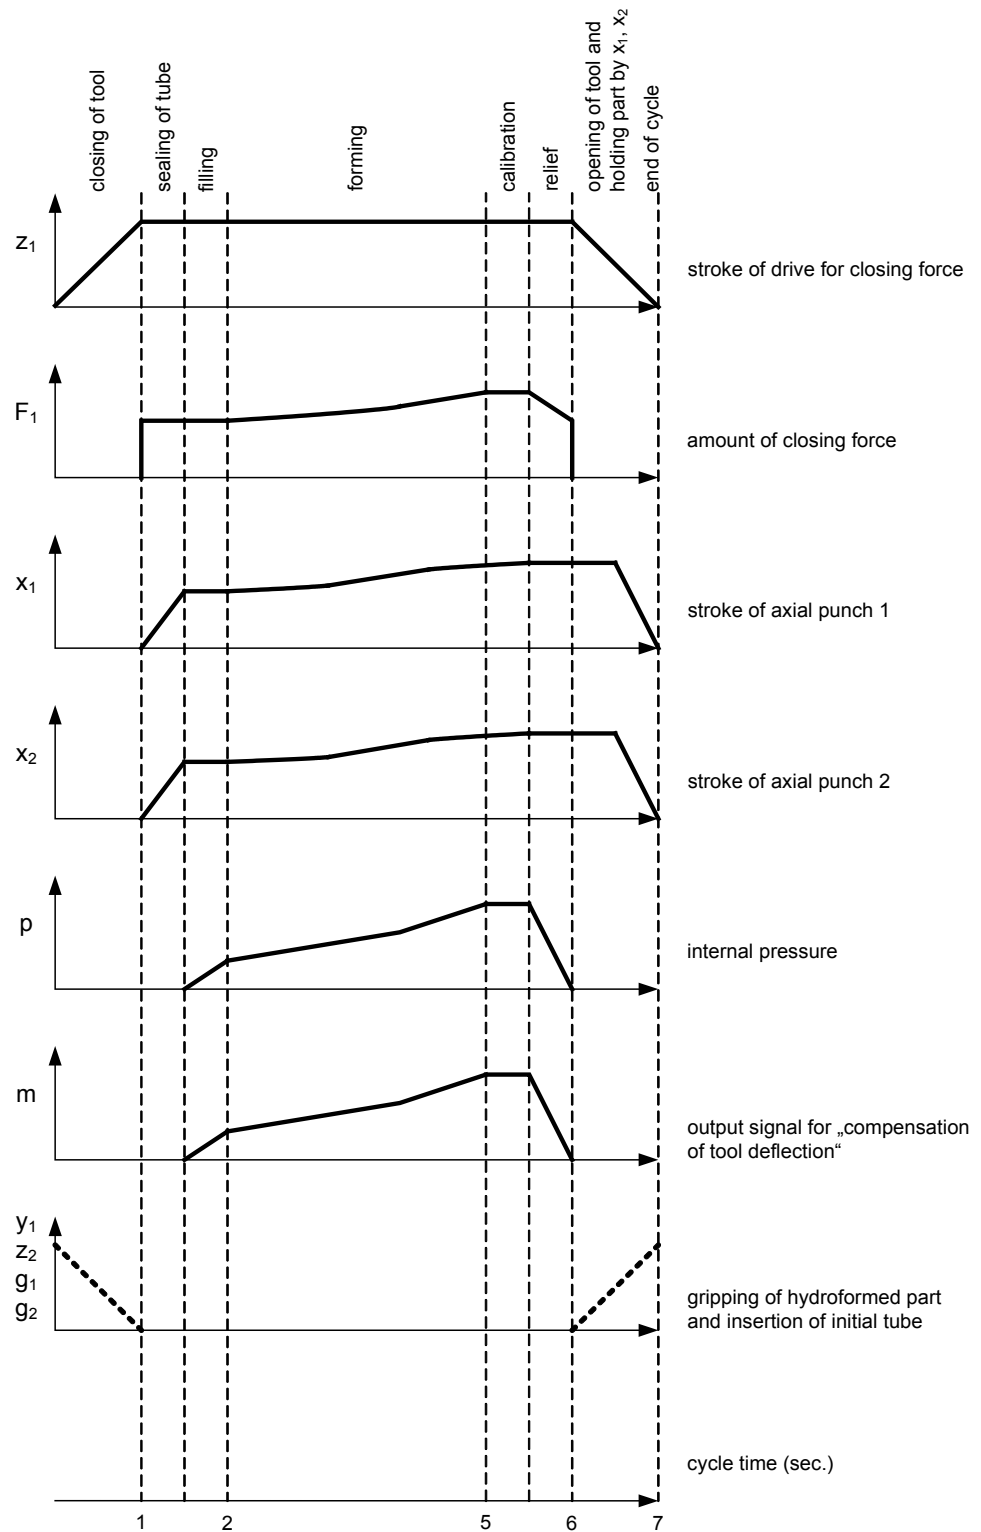 closing of tool
sealing of tube
filling
forming
calibration
relief
opening of tool and
holding part by x₁, x₂
end of cycle
z₁
stroke of drive for closing force
F₁
amount of closing force
x₁
stroke of axial punch 1
x₂
stroke of axial punch 2
p
internal pressure
m
output signal for „compensation
of tool deflection“
y₁
z₂
g₁
g₂
gripping of hydroformed part
and insertion of initial tube
cycle time (sec.)
1 2 5 6 7